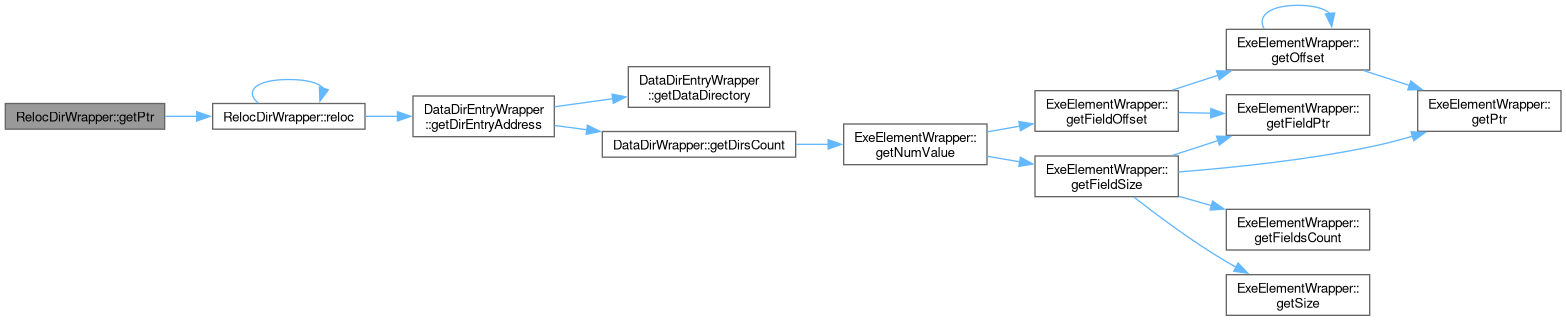 RelocDirWrapper::getPtr
RelocDirWrapper::reloc
DataDirEntryWrapper
::getDirEntryAddress
DataDirEntryWrapper
::getDataDirectory
DataDirWrapper::getDirsCount
ExeElementWrapper::
getNumValue
ExeElementWrapper::
getFieldOffset
ExeElementWrapper::
getFieldSize
ExeElementWrapper::
getOffset
ExeElementWrapper::
getFieldPtr
ExeElementWrapper::
getFieldsCount
ExeElementWrapper::
getSize
ExeElementWrapper::
getPtr